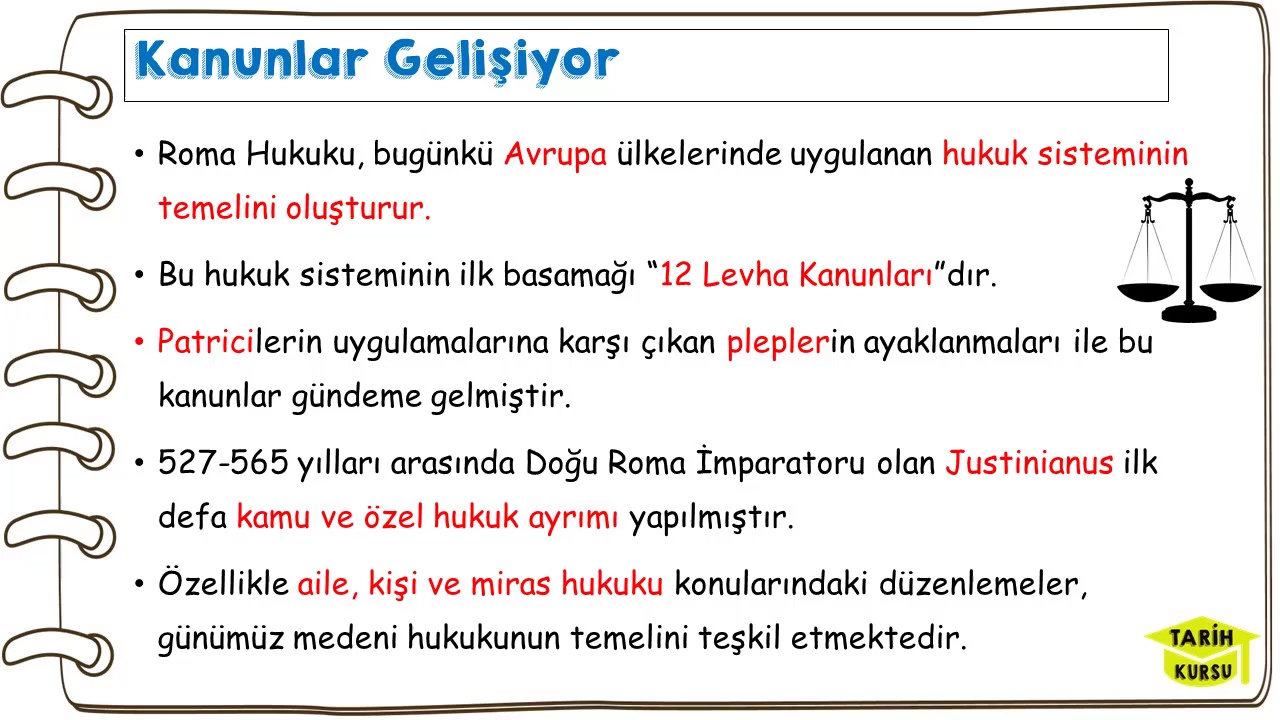 Kanunlar Gelişiyor
• Roma Hukuku, bugünkü Avrupa ülkelerinde uygulanan hukuk sisteminin
temelini oluşturur.
• Bu hukuk sisteminin ilk basamağı “12 Levha Kanunları”dır.
• Patricilerin uygulamalarına karşı çıkan pleplerin ayaklanmaları ile bu
kanunlar gündeme gelmiştir.
• 527-565 yılları arasında Doğu Roma İmparatoru olan Justinianus ilk
defa kamu ve özel hukuk ayrımı yapılmıştır.
• Özellikle aile, kişi ve miras hukuku konularındaki düzenlemeler,
günümüz medeni hukukunun temelini teşkil etmektedir.
TARİH
KURSU